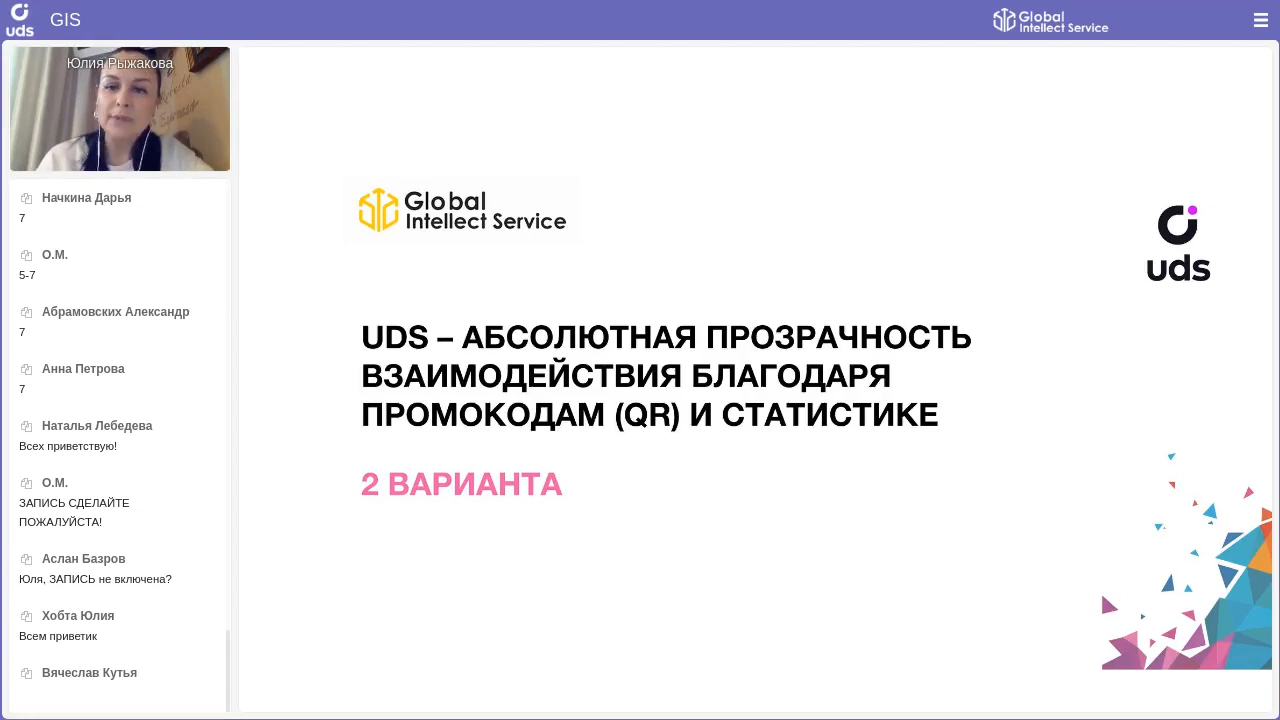 uds
GIS
Global
Intellect Service
Юлия Рыжакова
Начкина Дарья
7
О.М.
5-7
Абрамовских Александр
7
Анна Петрова
7
Наталья Лебедева
Всех приветствую!
О.М.
ЗАПИСЬ СДЕЛАЙТЕ
ПОЖАЛУЙСТА!
Аслан Базров
Юля, ЗАПИСЬ не включена?
Хобта Юлия
Всем приветик
Вячеслав Кутья
Global
Intellect Service
uds
UDS – АБСОЛЮТНАЯ ПРОЗРАЧНОСТЬ
ВЗАИМОДЕЙСТВИЯ БЛАГОДАРЯ
ПРОМОКОДАМ (QR) И СТАТИСТИКЕ
2 ВАРИАНТА